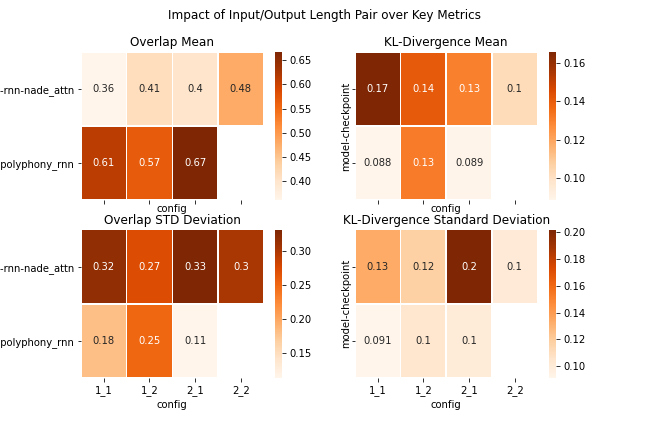 Impact of Input/Output Length Pair over Key Metrics
Overlap Mean
KL-Divergence Mean
-rnn-nade_attn
polyphony_rnn
0.36 0.41 0.4 0.48
0.61 0.57 0.67
0.65
0.60
0.55
0.50
0.45
0.40
config
model-checkpoint
0.17 0.14 0.13 0.1
0.088 0.13 0.089
0.16
0.14
0.12
0.10
config
Overlap STD Deviation
KL-Divergence Standard Deviation
-rnn-nade_attn
polyphony_rnn
0.32 0.27 0.33 0.3
0.18 0.25 0.11
0.30
0.25
0.20
0.15
1_1 1_2 2_1 2_2
config
model-checkpoint
0.13 0.12 0.2 0.1
0.091 0.1 0.1
0.20
0.18
0.16
0.14
0.12
0.10
1_1 1_2 2_1 2_2
config